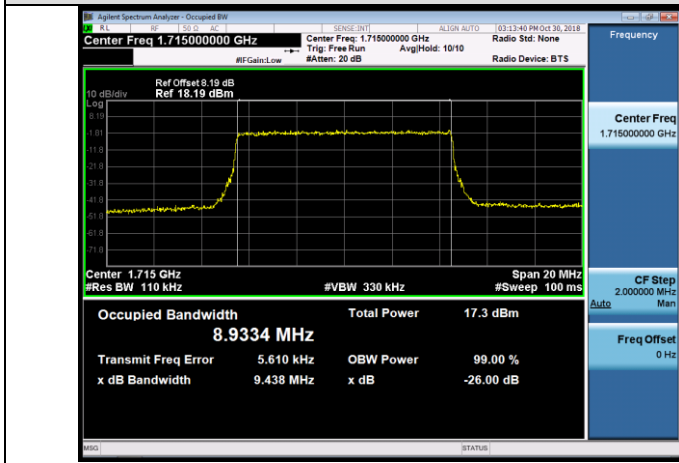 Agilent Spectrum Analyzer - Occupied BW
RL RF 50 Ω AC SENSE:INT ALIGN AUTO 03:13:40 PM Oct 30, 2018
Center Freq 1.715000000 GHz
Center Freq: 1.715000000 GHz
Radio Std: None
Trig: Free Run Avg|Hold: 10/10
#IFGain:Low #Atten: 20 dB Radio Device: BTS
Frequency
Ref Offset 8.19 dB
10 dB/div Ref 18.19 dBm
Log
8.19
-1.81
-11.8
-21.8
-31.8
-41.8
-51.8
-61.8
-71.8
Center 1.715 GHz Span 20 MHz
#Res BW 110 kHz #VBW 330 kHz #Sweep 100 ms
Occupied Bandwidth Total Power 17.3 dBm
8.9334 MHz
Transmit Freq Error 5.610 kHz OBW Power 99.00 %
x dB Bandwidth 9.438 MHz x dB -26.00 dB
Center Freq
1.715000000 GHz
CF Step
2.000000 MHz
Auto Man
Freq Offset
0 Hz
MSG STATUS